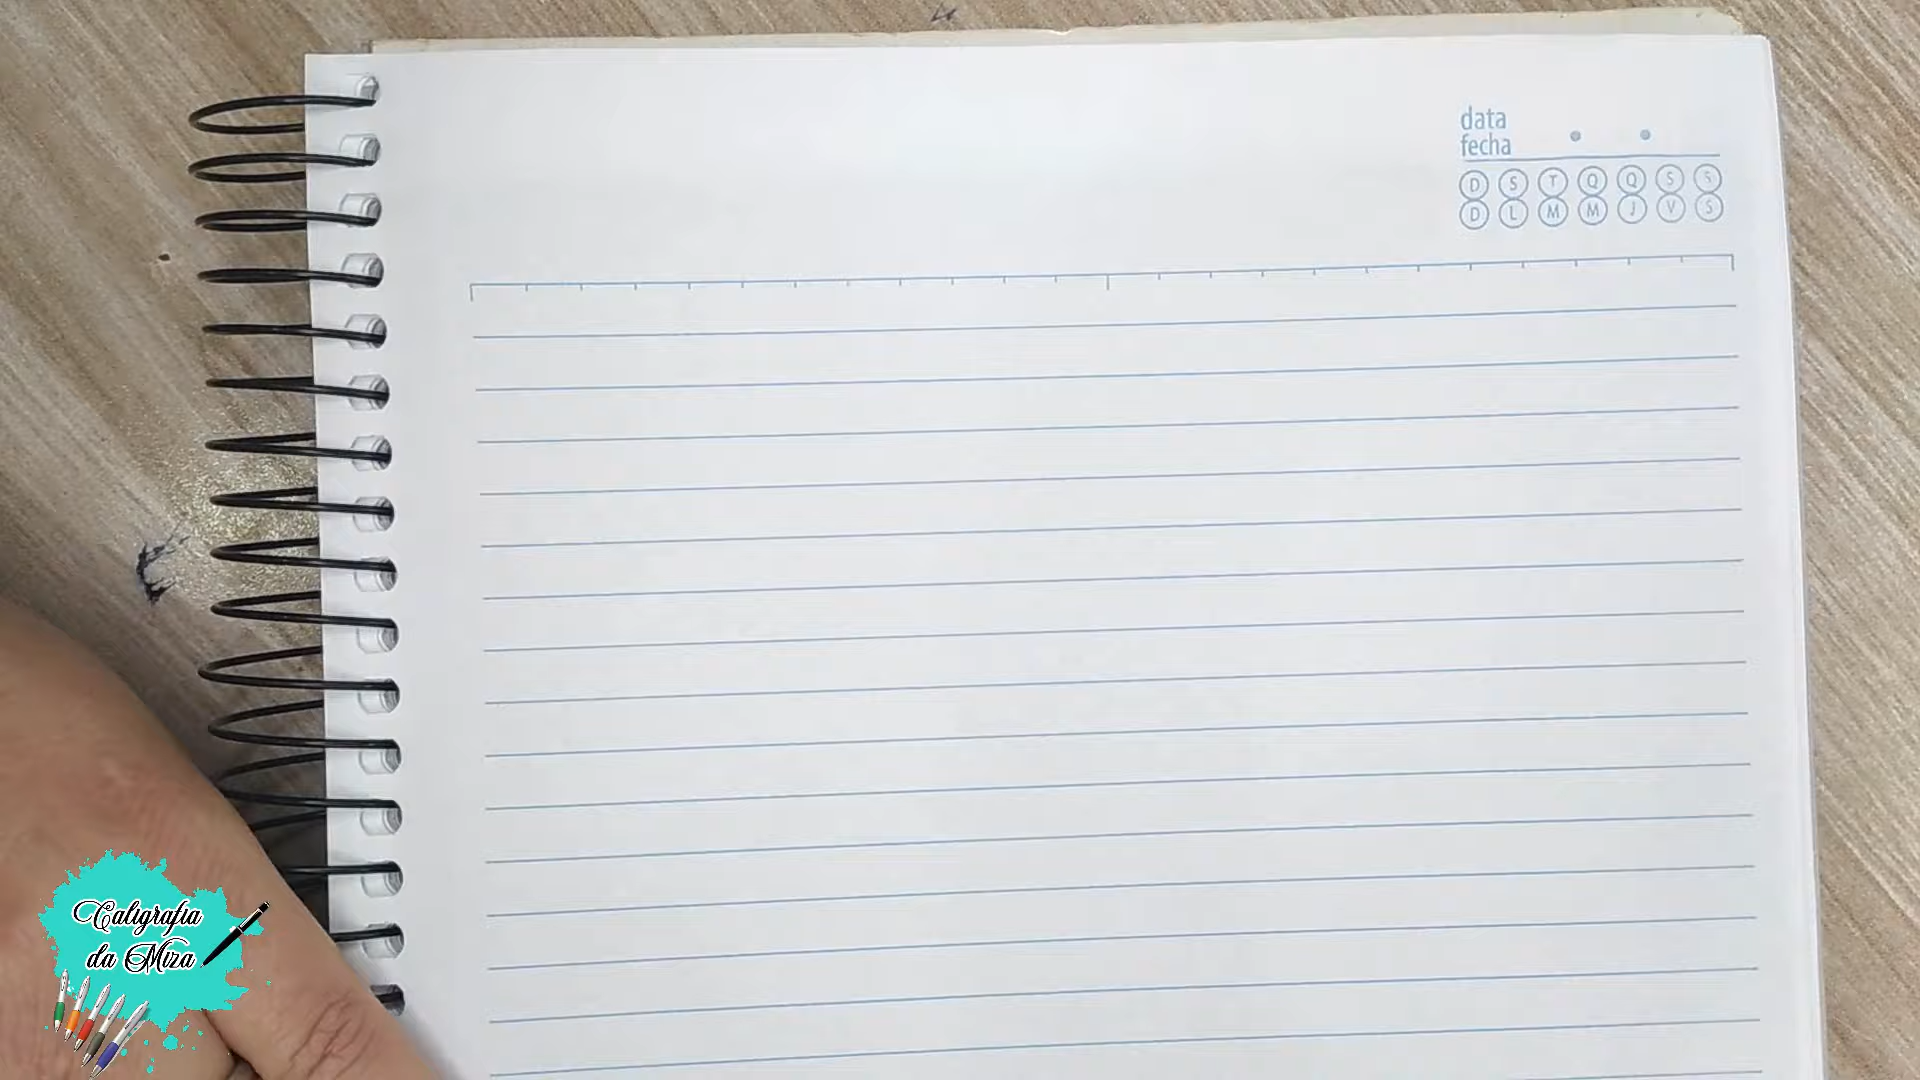 data
fecha
D S T Q Q S S
D L M M J V S
Caligrafia
da Miza